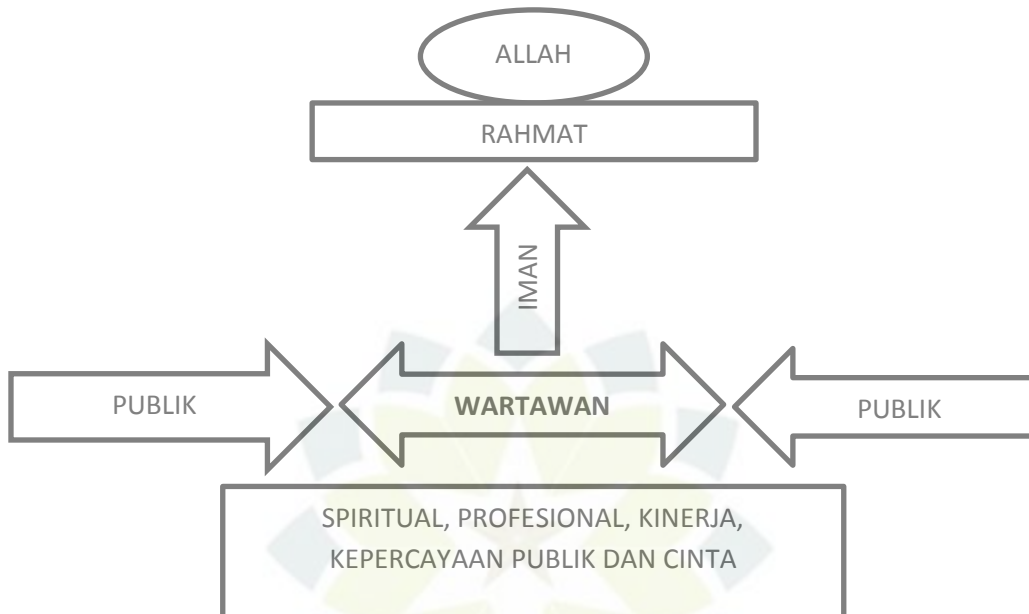 ALLAH
RAHMAT
IMAN
PUBLIK
WARTAWAN
PUBLIK
SPIRITUAL, PROFESIONAL, KINERJA,
KEPERCAYAAN PUBLIK DAN CINTA